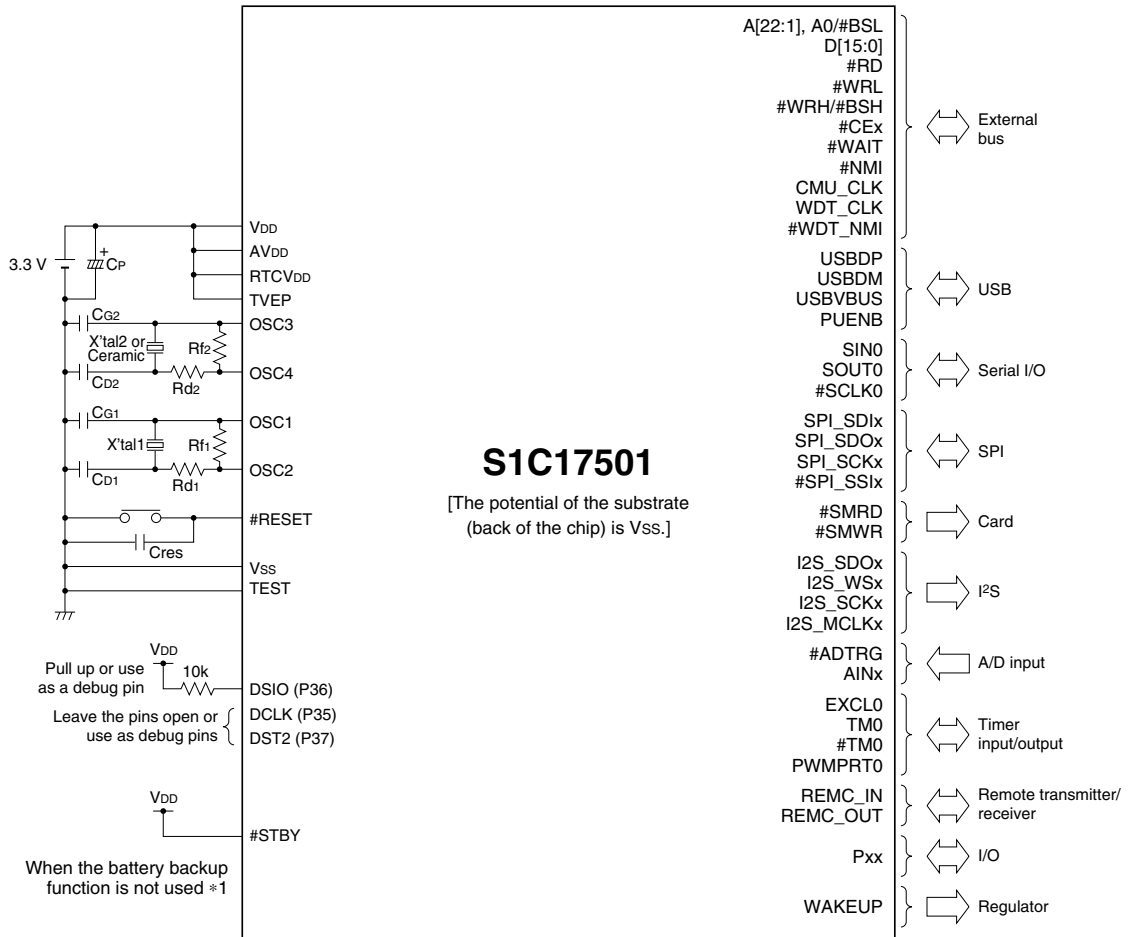 A[22:1], A0/#BSL
D[15:0]
#RD
#WRL
#WRH/#BSH
#CEx
#WAIT
#NMI
CMU_CLK
WDT_CLK
#WDT_NMI
External
bus
USBDP
USBDM
USBVBUS
PUENB
USB
SIN0
SOUT0
#SCLK0
Serial I/O
SPI_SDIx
SPI_SDOx
SPI_SCKx
#SPI_SSIx
SPI
#SMRD
#SMWR
Card
I2S_SDOx
I2S_WSx
I2S_SCKx
I2S_MCLKx
I2S
#ADTRG
AINx
A/D input
EXCL0
TM0
#TM0
PWMPRT0
Timer
input/output
REMC_IN
REMC_OUT
Remote transmitter/
receiver
Pxx
I/O
WAKEUP
Regulator
S1C17501
[The potential of the substrate
(back of the chip) is VSS.]
3.3 V
+
CP
VDD
AVDD
RTCVDD
TVEP
CG2
OSC3
X'tal2 or
Ceramic
Rf2
CD2
Rd2
OSC4
CG1
OSC1
X'tal1
Rf1
CD1
Rd1
OSC2
#RESET
Cres
VSS
TEST
VDD
Pull up or use
as a debug pin
10k
DSIO (P36)
Leave the pins open or
use as debug pins
DCLK (P35)
DST2 (P37)
VDD
#STBY
When the battery backup
function is not used *1